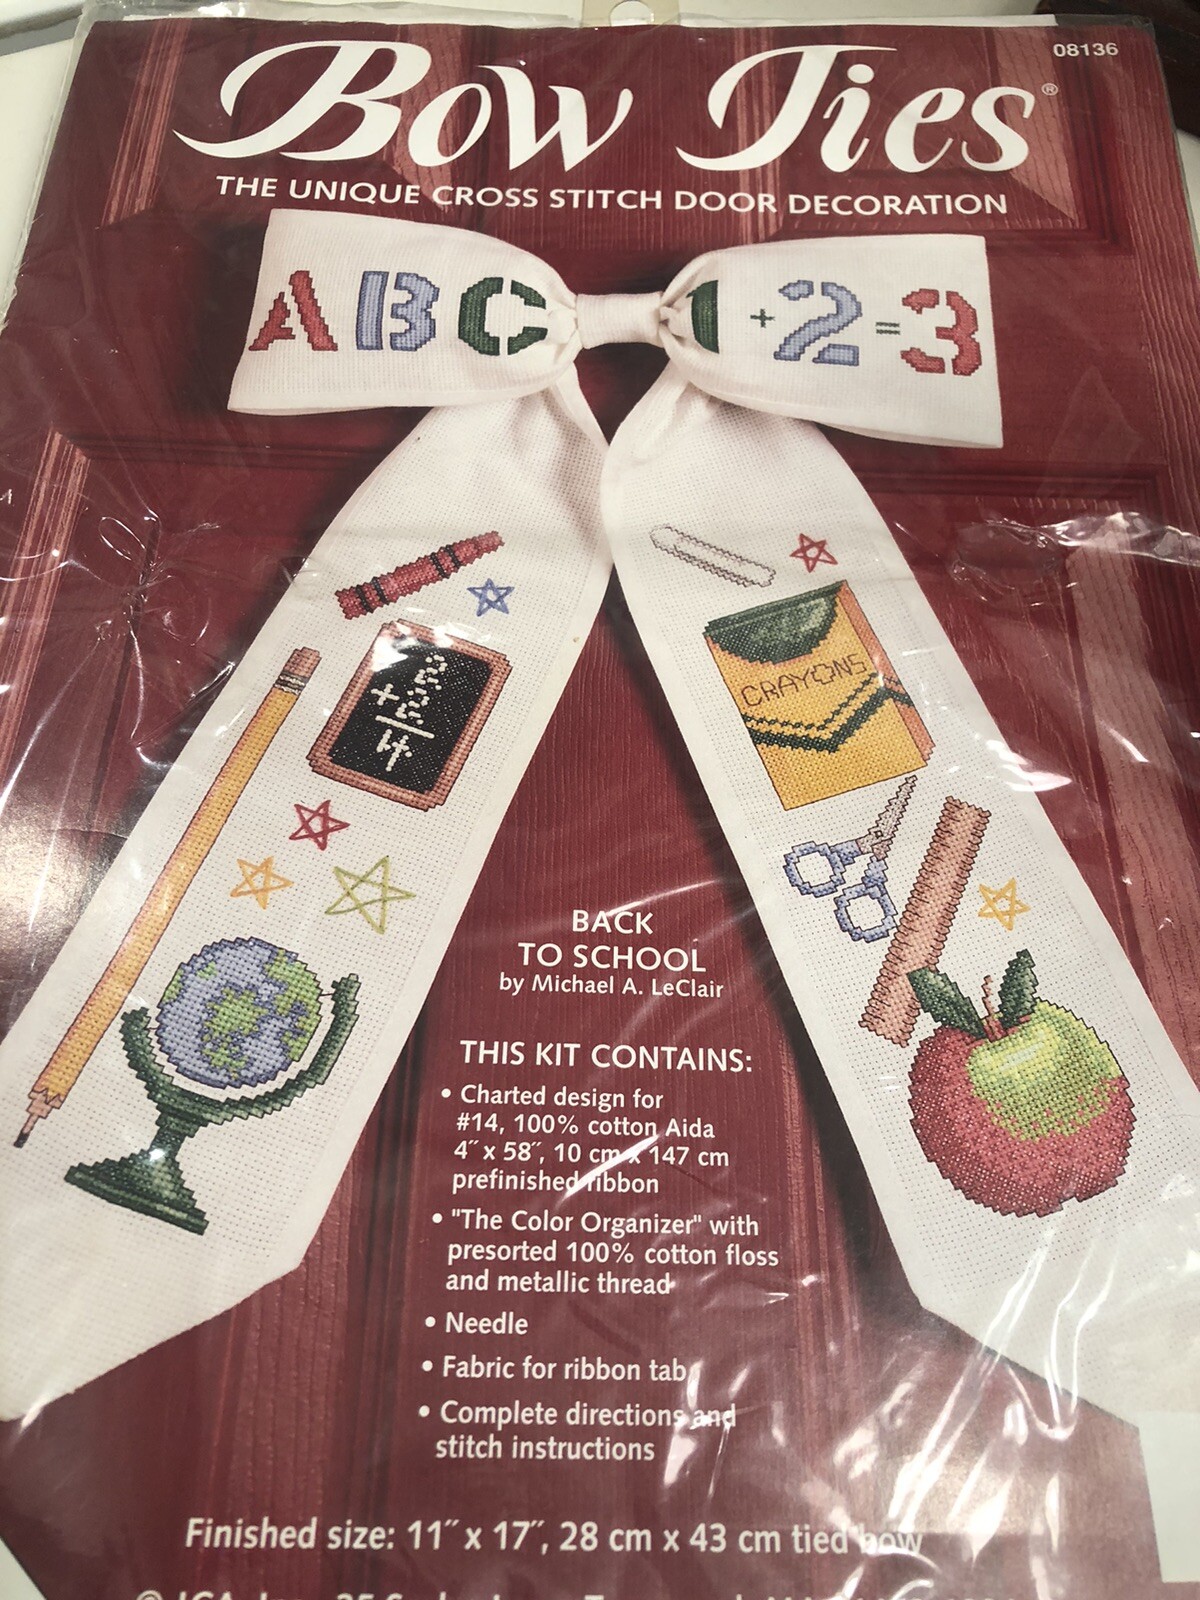 08136
Bow Ties®
THE UNIQUE CROSS STITCH DOOR DECORATION
ABC 1+2=3
2
+2
4
CRAYONS
BACK
TO SCHOOL
by Michael A. LeClair
THIS KIT CONTAINS:
• Charted design for
#14, 100% cotton Aida
4˝ x 58˝, 10 cm x 147 cm
prefinished ribbon
• "The Color Organizer" with
presorted 100% cotton floss
and metallic thread
• Needle
• Fabric for ribbon tab
• Complete directions and
stitch instructions
Finished size: 11˝ x 17˝, 28 cm x 43 cm tied bow